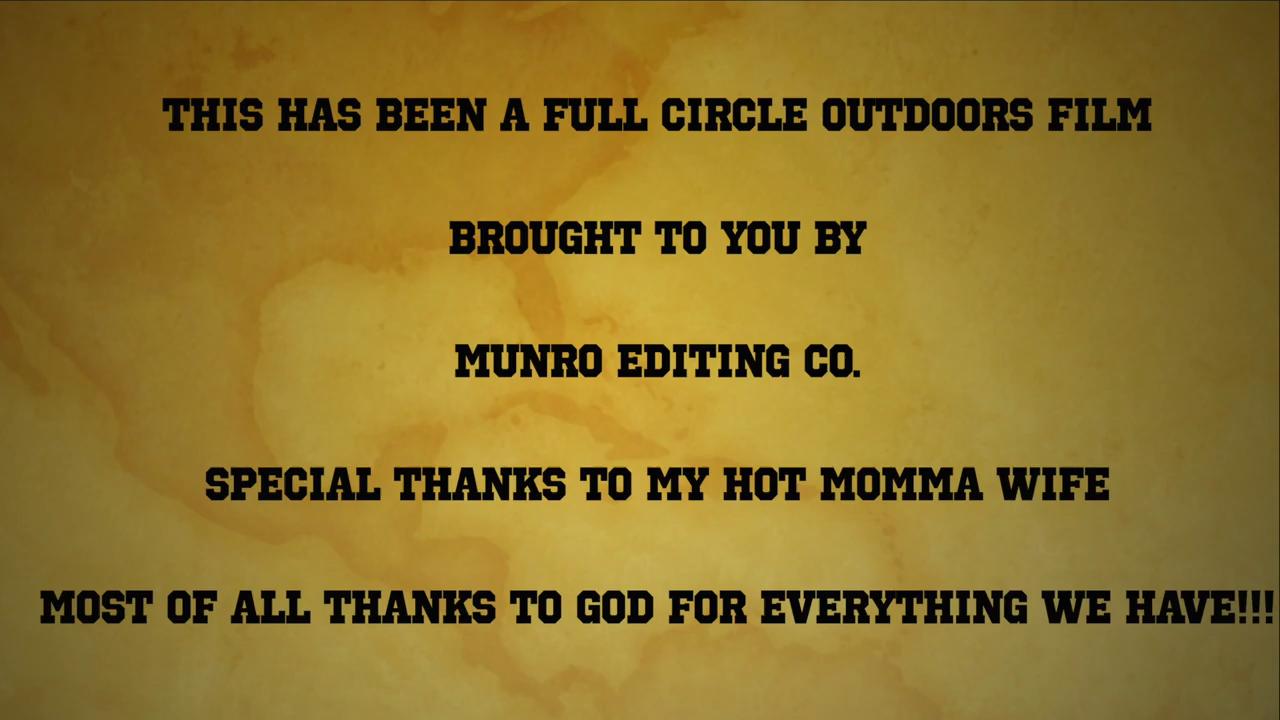 THIS HAS BEEN A FULL CIRCLE OUTDOORS FILM
BROUGHT TO YOU BY
MUNRO EDITING CO.
SPECIAL THANKS TO MY HOT MOMMA WIFE
MOST OF ALL THANKS TO GOD FOR EVERYTHING WE HAVE!!!